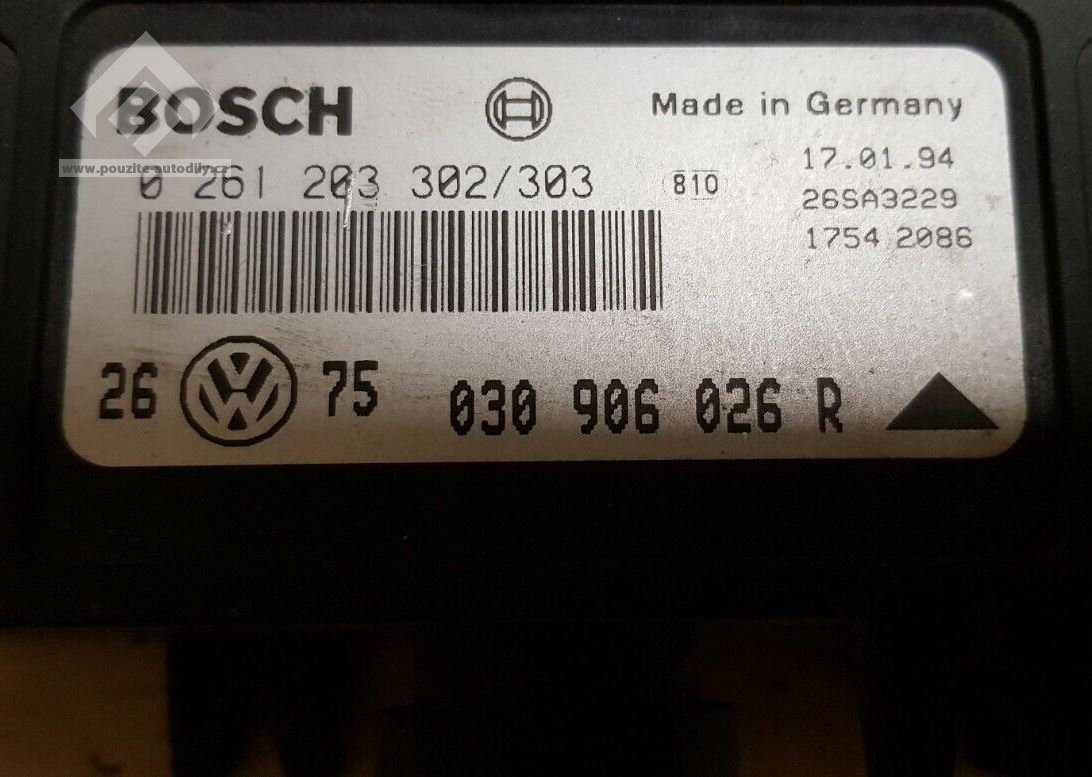 BOSCH
Made in Germany
www.pouzite-autodily.cz
0 261 203 302/303
810
17.01.94
26SA3229
1754 2086
26 VW 75 030 906 026 R